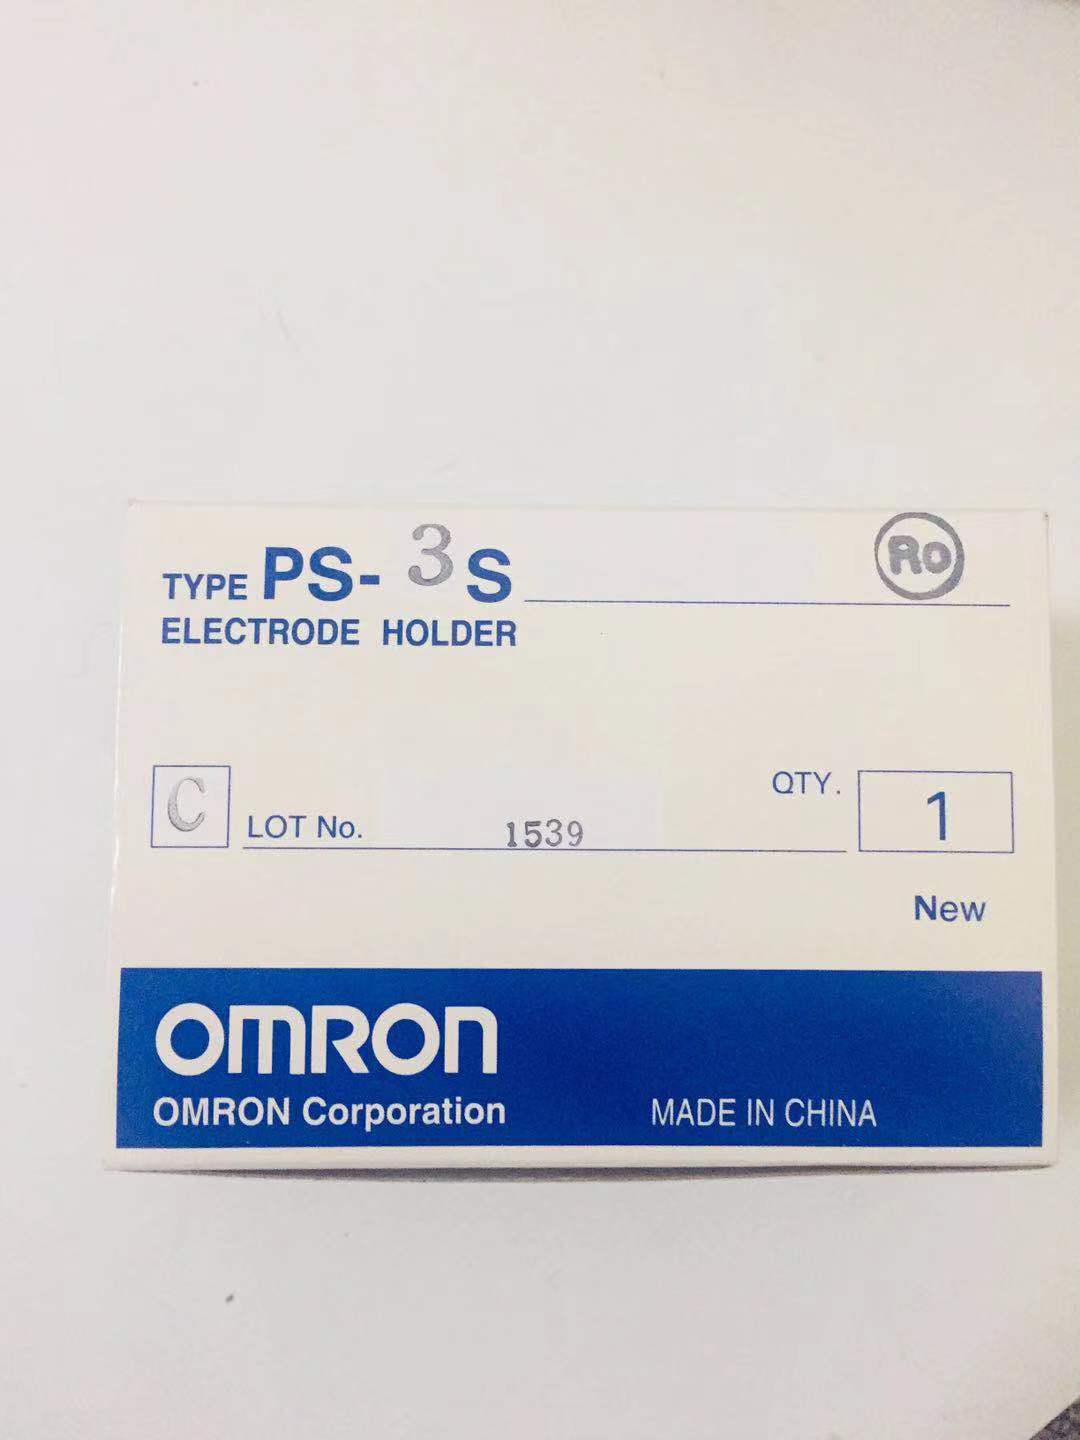 TYPE PS-3S Ro
ELECTRODE HOLDER
C LOT No. 1539 QTY. 1
New
OMRON
OMRON Corporation MADE IN CHINA